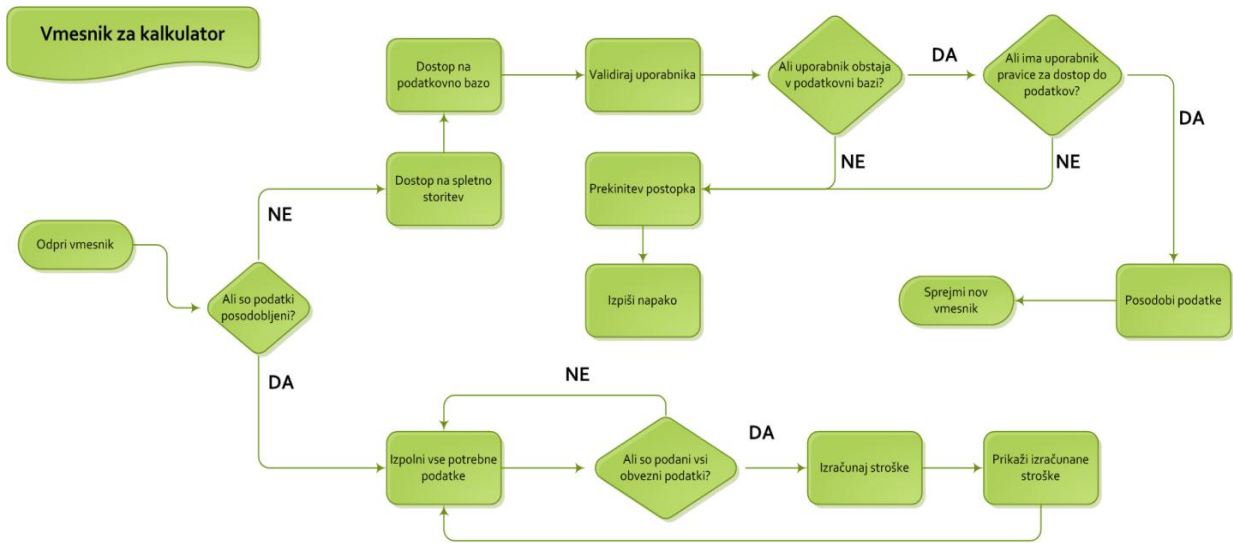 Vmesnik za kalkulator
Dostop na
podatkovno bazo
Validiraj uporabnika
Ali uporabnik obstaja
v podatkovni bazi?
DA
Ali ima uporabnik
pravice za dostop do
podatkov?
DA
NE
NE
Dostop na spletno
storitev
Prekinitev postopka
NE
Odpri vmesnik
Ali so podatki
posodobljeni?
Izpiši napako
Sprejmi nov
vmesnik
Posodobi podatke
DA
NE
Izpolni vse potrebne
podatke
Ali so podani vsi
obvezni podatki?
DA
Izračunaj stroške
Prikaži izračunane
stroške